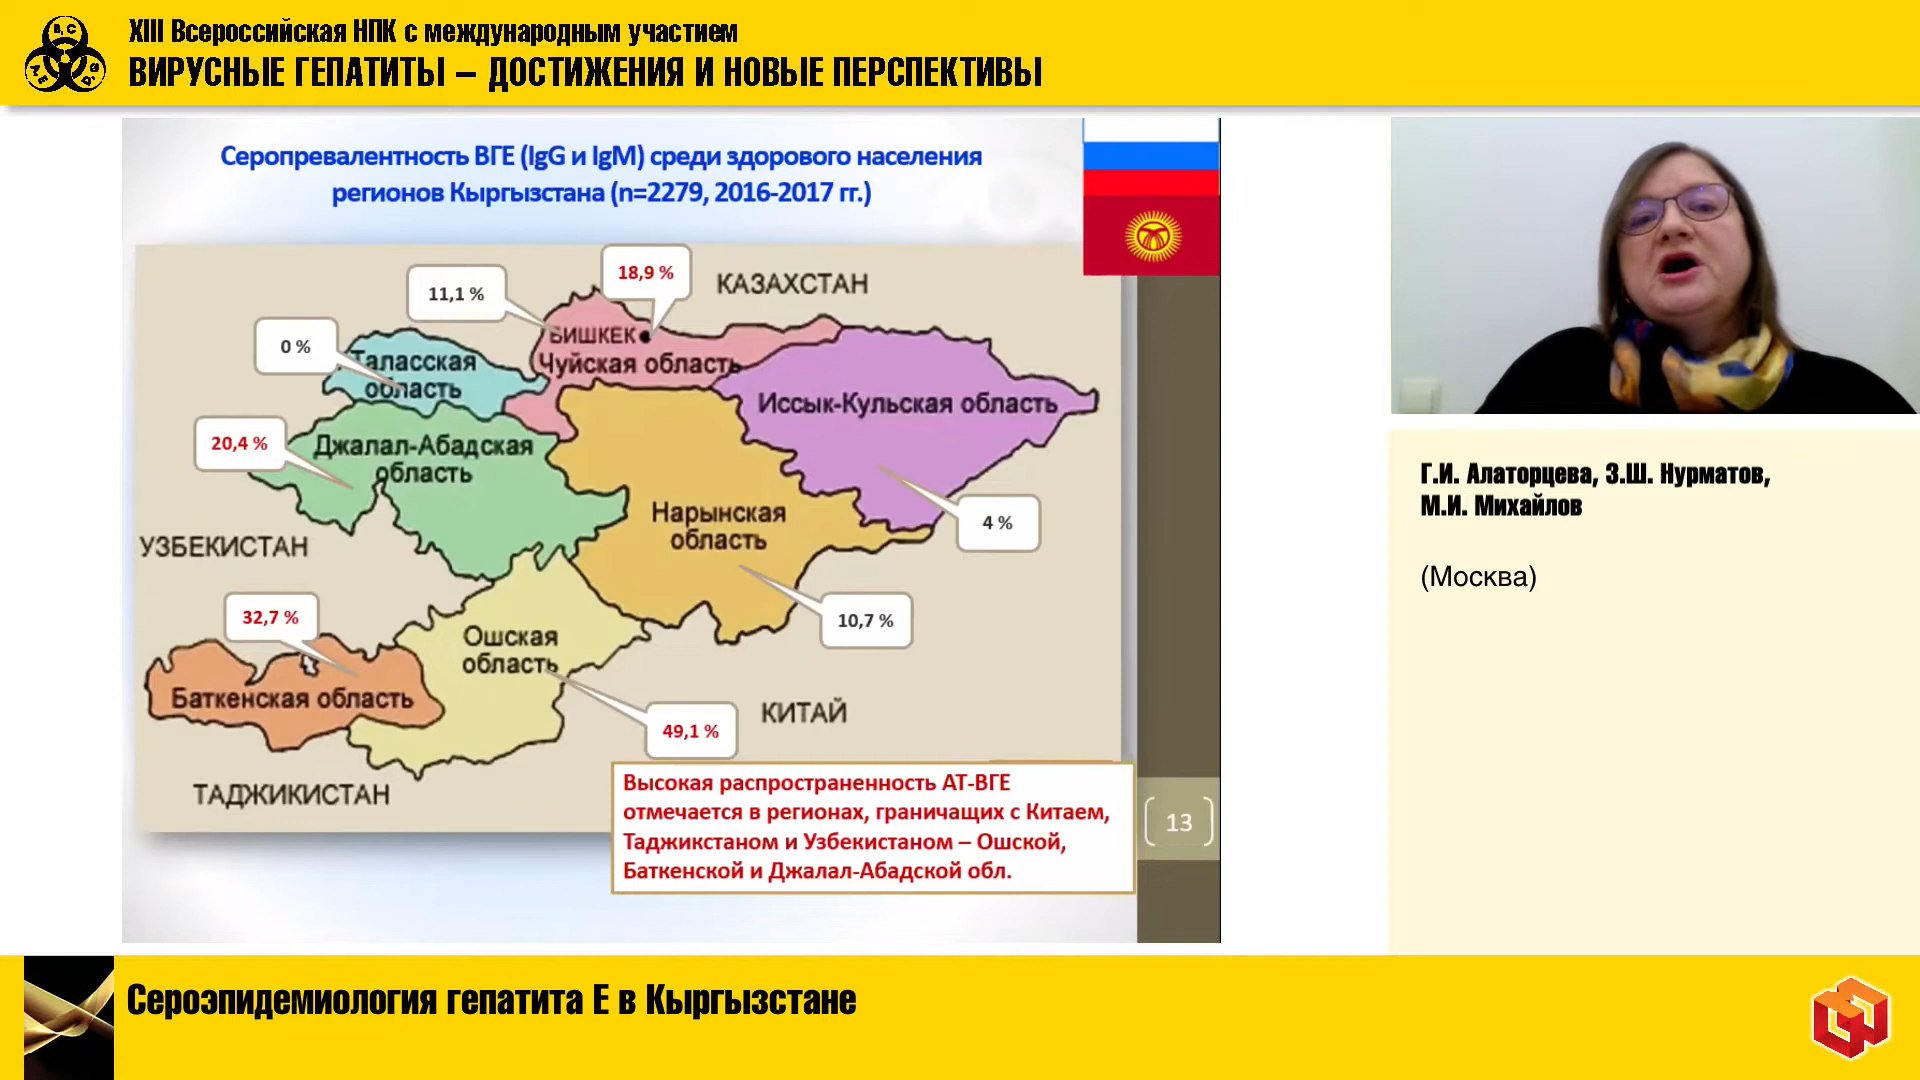 XIII Всероссийская НПК с международным участием
ВИРУСНЫЕ ГЕПАТИТЫ – ДОСТИЖЕНИЯ И НОВЫЕ ПЕРСПЕКТИВЫ
Серопревалентность ВГЕ (IgG и IgM) среди здорового населения
регионов Кыргызстана (n=2279, 2016-2017 гг.)
18,9 %
КАЗАХСТАН
11,1 %
БИШКЕК
0 %
Таласская
область
Чуйская область
Иссык-Кульская область
20,4 %
Джалал-Абадская
область
Нарынская
область
4 %
УЗБЕКИСТАН
32,7 %
10,7 %
Ошская
область
Баткенская область
49,1 %
КИТАЙ
ТАДЖИКИСТАН
Высокая распространенность АТ-ВГЕ
отмечается в регионах, граничащих с Китаем,
Таджикстаном и Узбекистаном – Ошской,
Баткенской и Джалал-Абадской обл.
13
Г.И. Алаторцева, З.Ш. Нурматов,
М.И. Михайлов
(Москва)
Сероэпидемиология гепатита Е в Кыргызстане